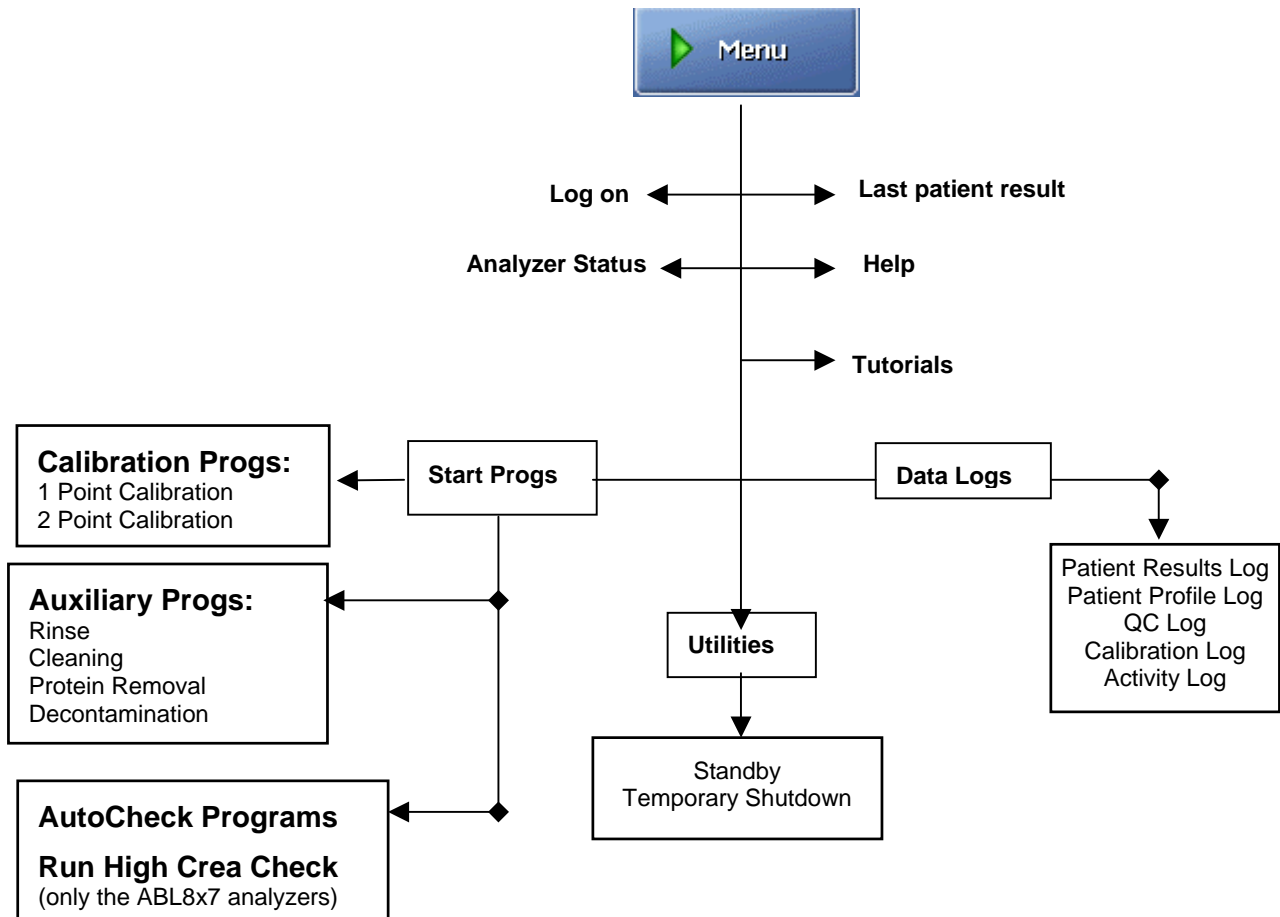 Menu
Log on
Last patient result
Analyzer Status
Help
Tutorials
Calibration Progs:
1 Point Calibration
2 Point Calibration
Start Progs
Data Logs
Auxiliary Progs:
Rinse
Cleaning
Protein Removal
Decontamination
Utilities
Patient Results Log
Patient Profile Log
QC Log
Calibration Log
Activity Log
Standby
Temporary Shutdown
AutoCheck Programs
Run High Crea Check
(only the ABL8x7 analyzers)